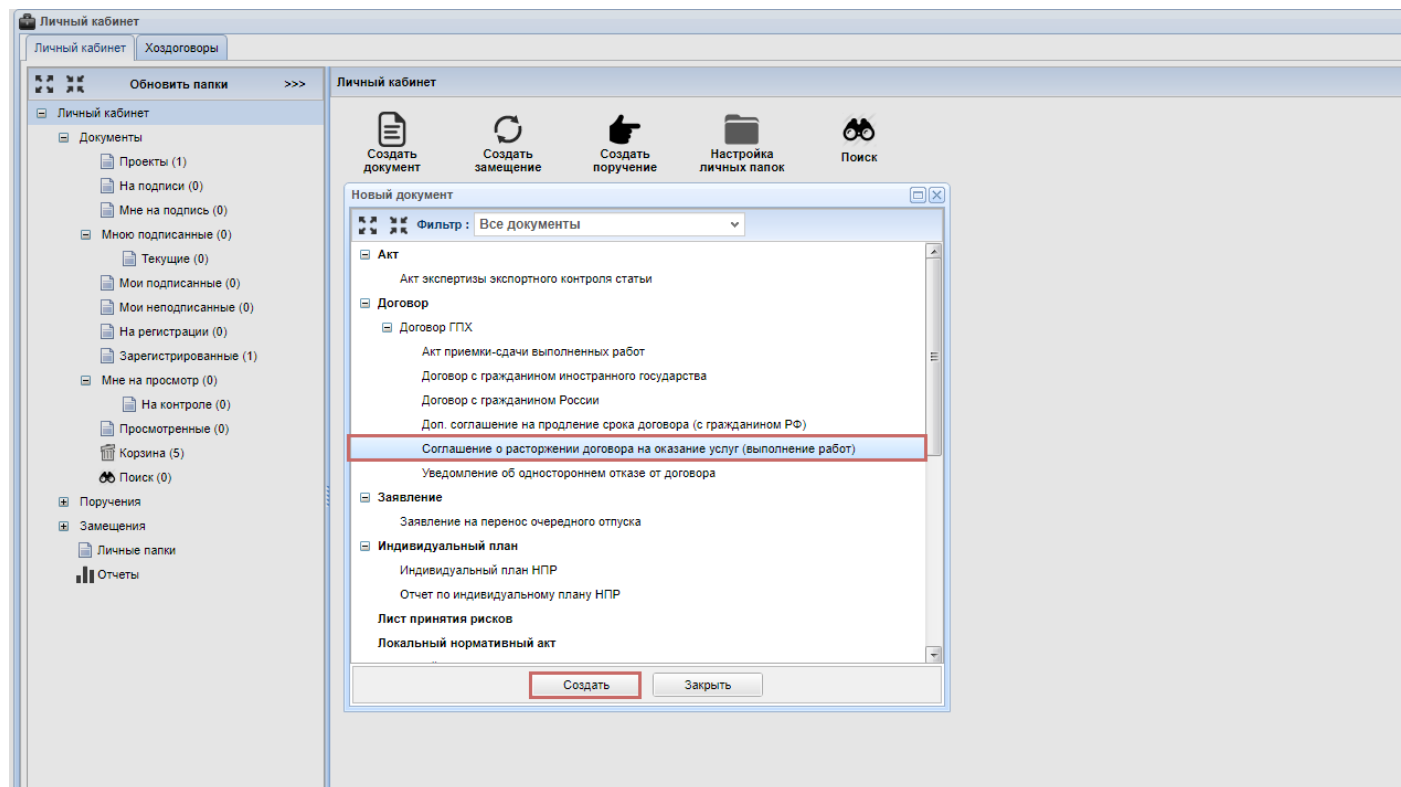 Личный кабинет
Личный кабинет Хоздоговоры
Обновить папки >>>
Личный кабинет
Документы
Проекты (1)
На подписи (0)
Мне на подпись (0)
Мною подписанные (0)
Текущие (0)
Мои подписанные (0)
Мои неподписанные (0)
На регистрации (0)
Зарегистрированные (1)
Мне на просмотр (0)
На контроле (0)
Просмотренные (0)
Корзина (5)
Поиск (0)
Поручения
Замещения
Личные папки
Отчеты
Личный кабинет
Создать документ
Создать замещение
Создать поручение
Настройка личных папок
Поиск
Новый документ
Фильтр : Все документы
Акт
Акт экспертизы экспортного контроля статьи
Договор
Договор ГПХ
Акт приемки-сдачи выполненных работ
Договор с гражданином иностранного государства
Договор с гражданином России
Доп. соглашение на продление срока договора (с гражданином РФ)
Соглашение о расторжении договора на оказание услуг (выполнение работ)
Уведомление об одностороннем отказе от договора
Заявление
Заявление на перенос очередного отпуска
Индивидуальный план
Индивидуальный план НПР
Отчет по индивидуальному плану НПР
Лист принятия рисков
Локальный нормативный акт
Создать Закрыть